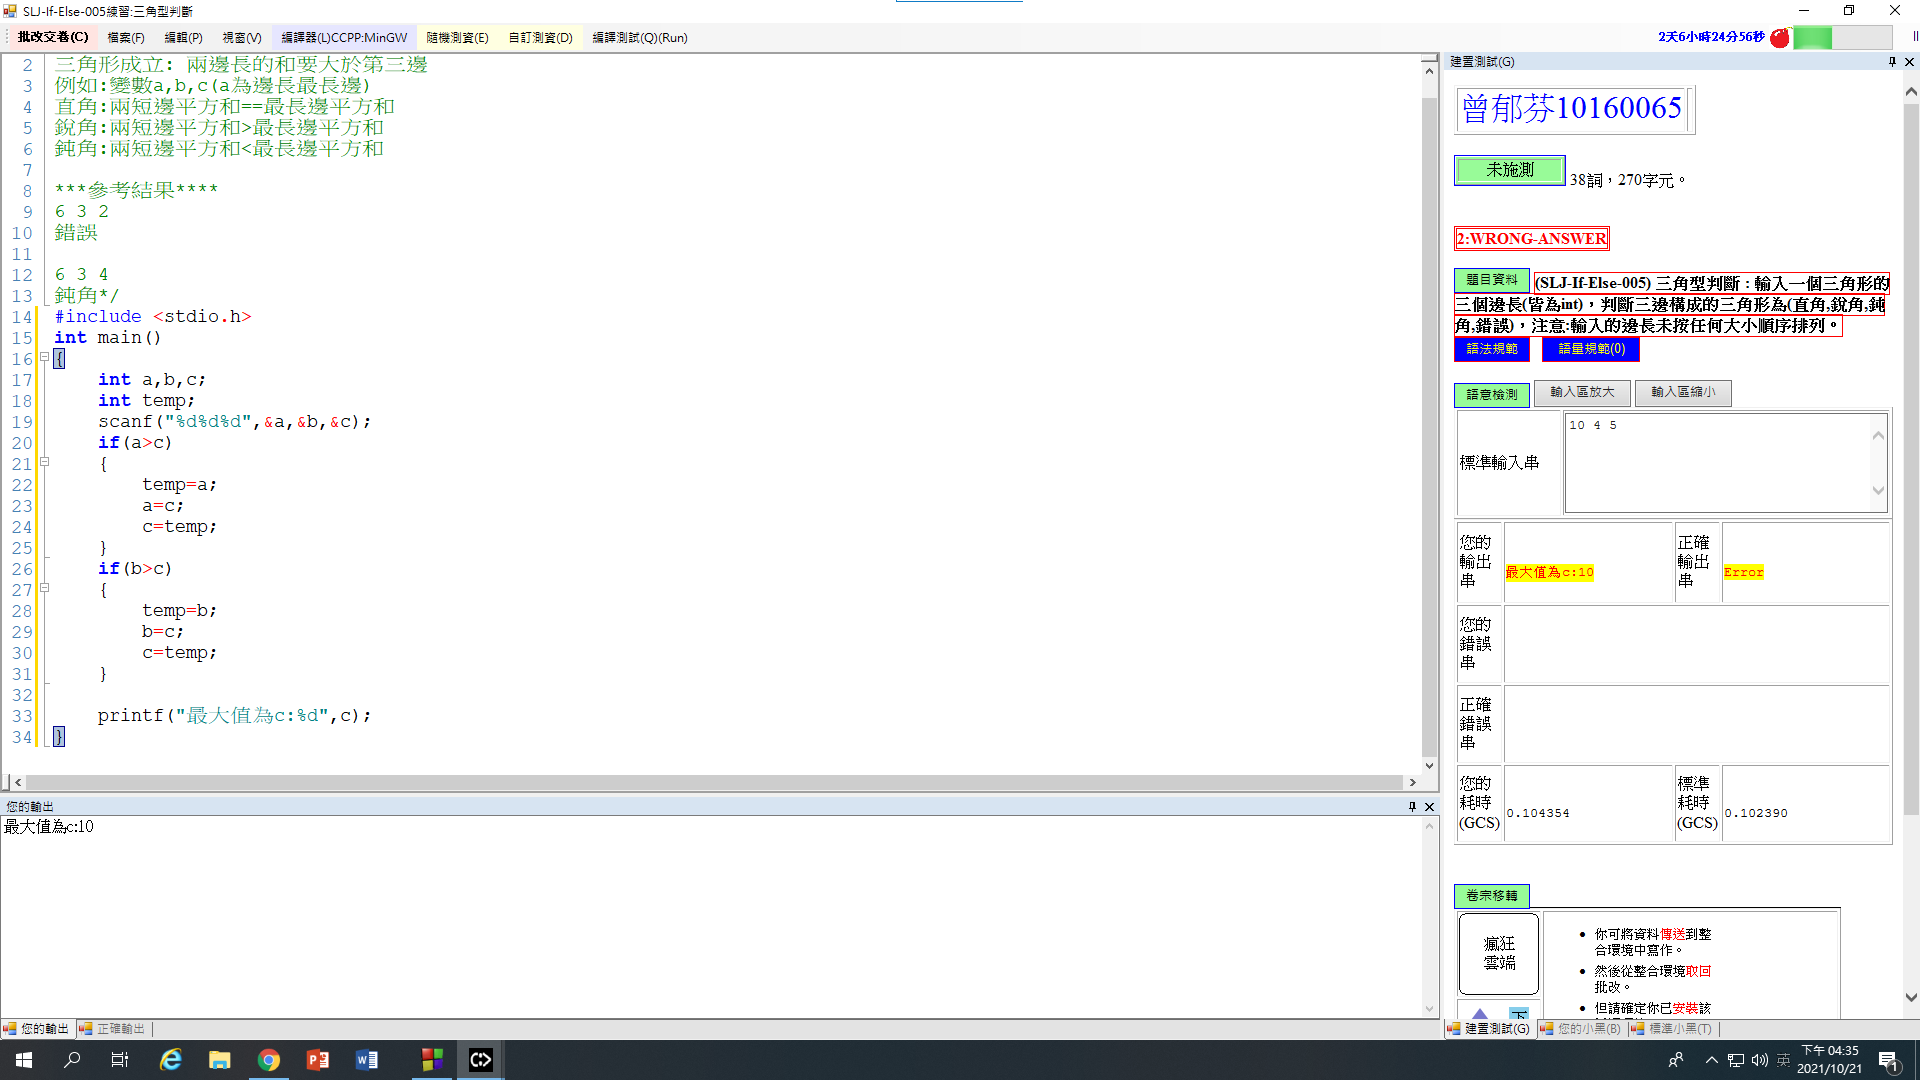 SLJ-If-Else-005練習:三角型判斷
批改交卷(C) 檔案(F) 編輯(P) 視窗(V) 編譯器(L)CCPP:MinGW 隨機測資(E) 自訂測資(D) 編譯測試(Q)(Run)
2天6小時24分56秒
2 三角形成立: 兩邊長的和要大於第三邊
3 例如:變數a,b,c(a為邊長最長邊)
4 直角:兩短邊平方和==最長邊平方和
5 銳角:兩短邊平方和>最長邊平方和
6 鈍角:兩短邊平方和<最長邊平方和
7
8 ***參考結果****
9 6 3 2
10 錯誤
11
12 6 3 4
13 鈍角*/
14 #include <stdio.h>
15 int main()
16 {
17 int a,b,c;
18 int temp;
19 scanf("%d%d%d",&a,&b,&c);
20 if(a>c)
21 {
22 temp=a;
23 a=c;
24 c=temp;
25 }
26 if(b>c)
27 {
28 temp=b;
29 b=c;
30 c=temp;
31 }
32
33 printf("最大值為c:%d",c);
34 }
您的輸出
最大值為c:10
您的輸出 正確輸出
建置測試(G)
曾郁芬10160065
未施測 38詞，270字元。
2:WRONG-ANSWER
題目資料 (SLJ-If-Else-005) 三角型判斷 : 輸入一個三角形的
三個邊長(皆為int)，判斷三邊構成的三角形為(直角,銳角,鈍
角,錯誤)，注意:輸入的邊長未按任何大小順序排列。
語法規範 語量規範(0)
語意檢測 輸入區放大 輸入區縮小
標準輸入串
10 4 5
您的輸出串 最大值為c:10 正確輸出串 Error
您的錯誤串
正確錯誤串
您的耗時(GCS) 0.104354 標準耗時(GCS) 0.102390
卷宗移轉
瘋狂雲端
下
你可將資料傳送到整
合環境中寫作。
然後從整合環境取回
批改。
但請確定你已安裝該
建置測試(G) 您的小黑(B) 標準小黑(T)
英
下午 04:35
2021/10/21
1